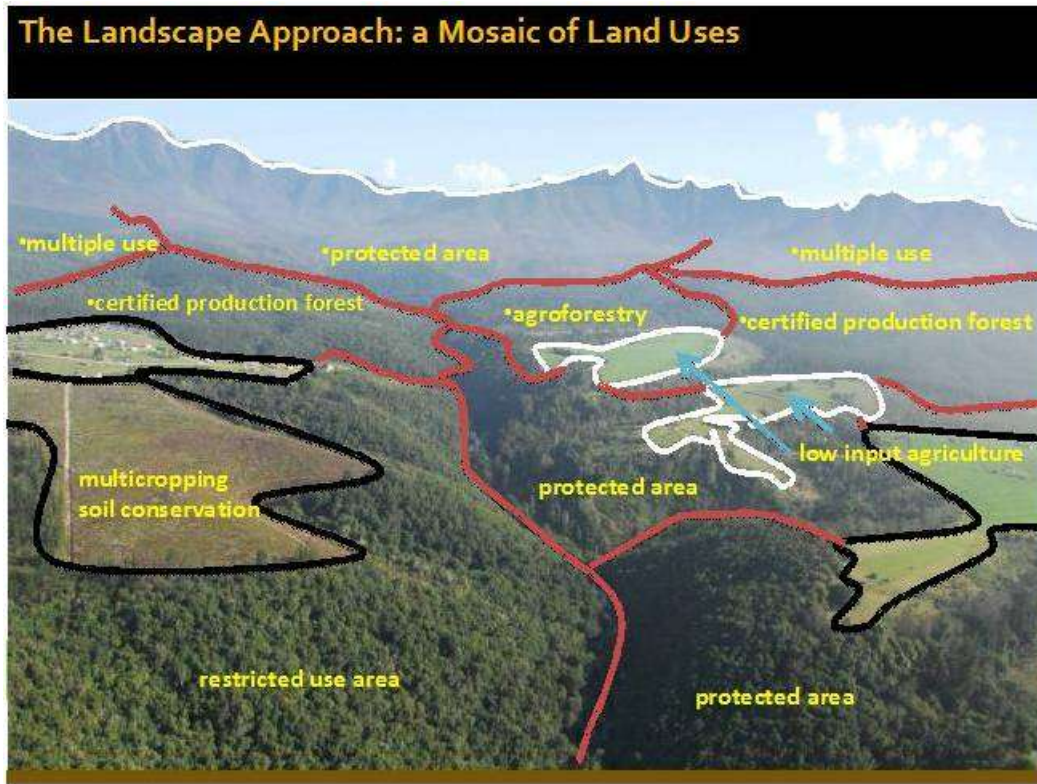 The Landscape Approach: a Mosaic of Land Uses
•multiple use
•protected area
•multiple use
•certified production forest
•agroforestry
•certified production forest
low input agriculture
multicropping
soil conservation
protected area
restricted use area
protected area